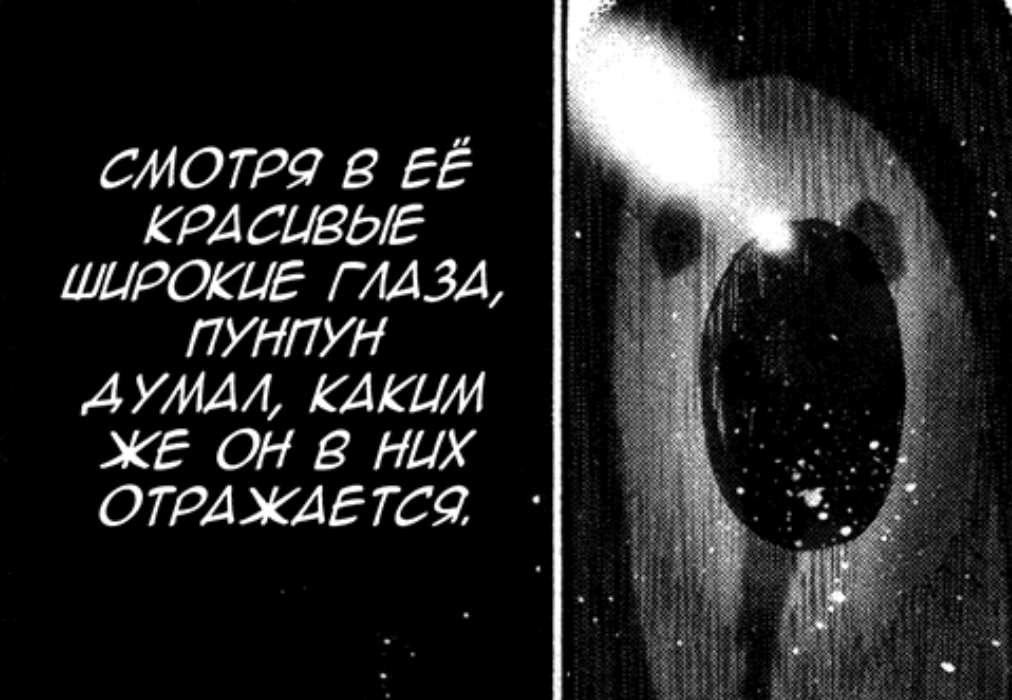 СМОТРЯ В ЕЁ
КРАСИВЫЕ
ШИРОКИЕ ГЛАЗА,
ПУНПУН
ДУМАЛ, КАКИМ
ЖЕ ОН В НИХ
ОТРАЖАЕТСЯ.